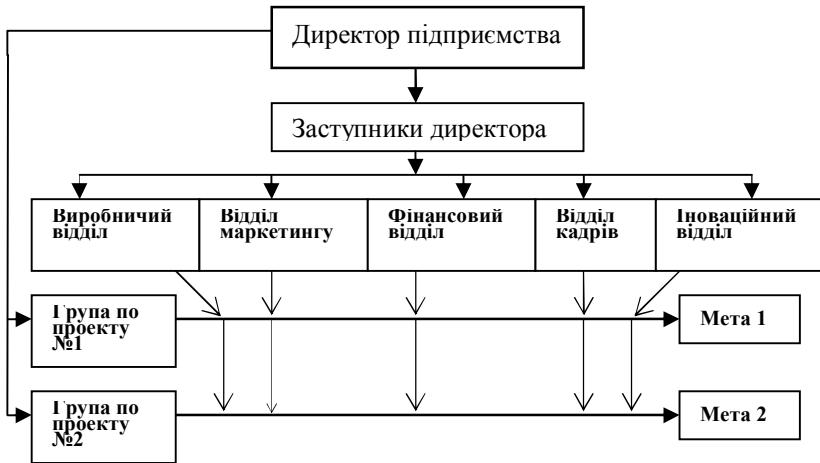 Директор підприємства
Заступники директора
Виробничий
відділ
Відділ
маркетингу
Фінансовий
відділ
Відділ
кадрів
Іноваційний
відділ
Група по
проекту
№1
Мета 1
Група по
проекту
№2
Мета 2